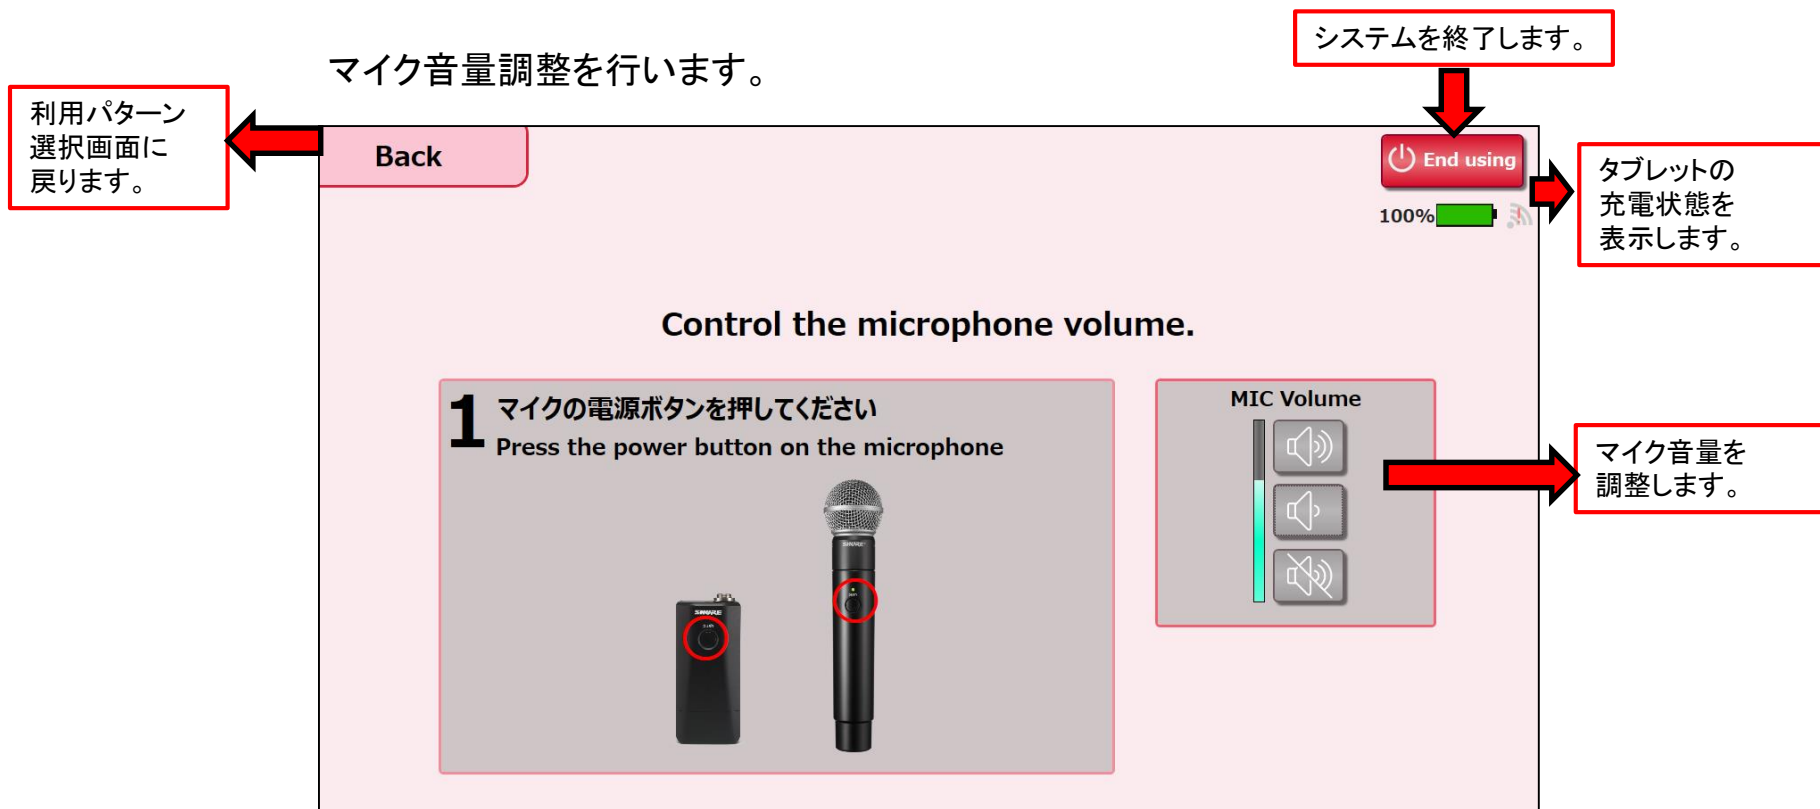 システムを終了します。
マイク音量調整を行います。
利用パターン
選択画面に
戻ります。
Back
End using
タブレットの
充電状態を
表示します。
100%
Control the microphone volume.
1 マイクの電源ボタンを押してください
Press the power button on the microphone
MIC Volume
マイク音量を
調整します。
SHURE
SHURE